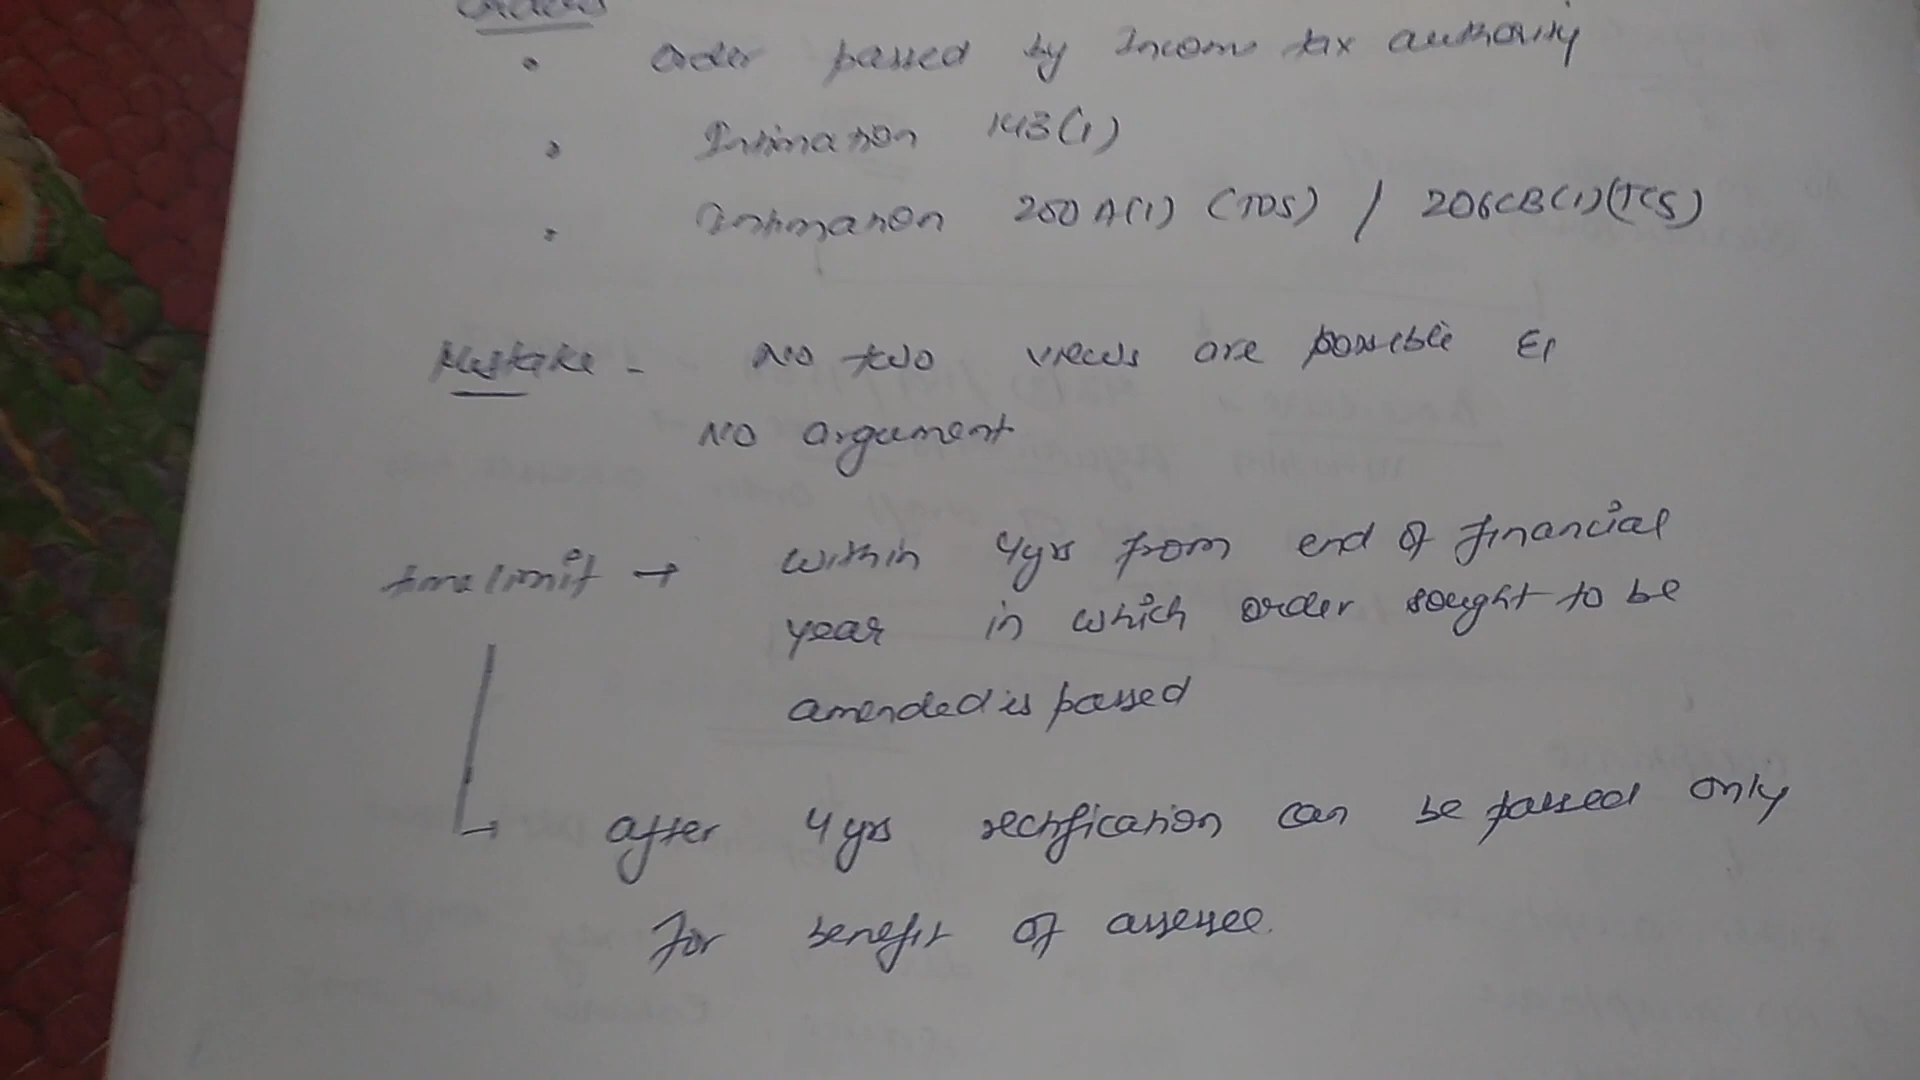 Orders
• Order passed by Income tax authority
• Intimation 143(1)
• Intimation 200A(1) (TDS) / 206CB(1)(TCS)
Mistake - No two views are possible &
No argument
time limit → within 4yrs from end of financial
year in which order sought to be
amended is passed
after 4yrs rectification can be passed only
for benefit of assessee.